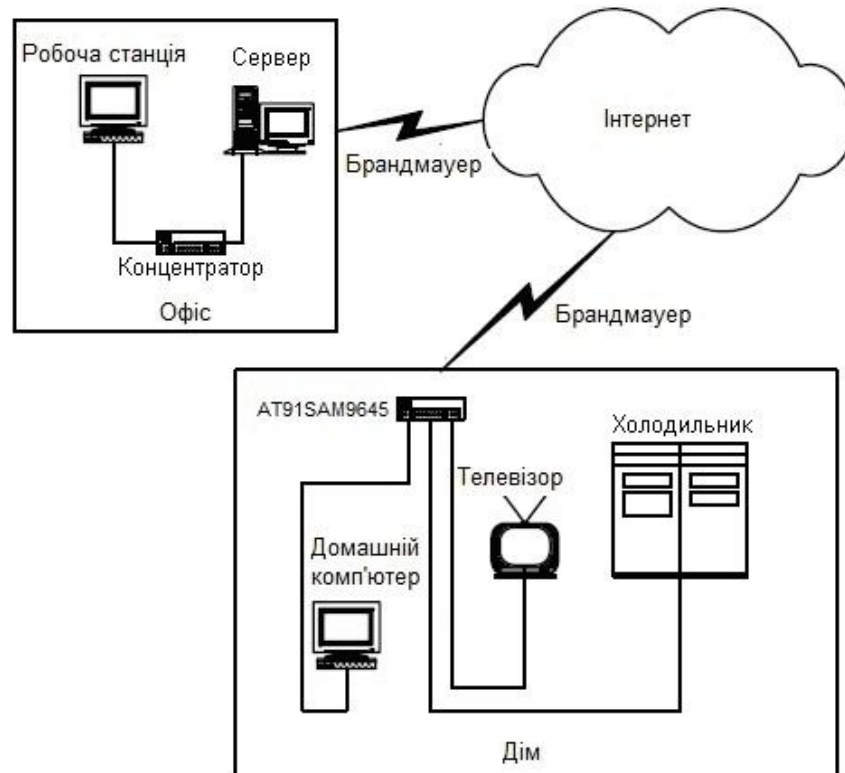 Робоча станція
Сервер
Концентратор
Офіс
Брандмауер
Інтернет
Брандмауер
AT91SAM9645
Телевізор
Холодильник
Домашній
комп'ютер
Дім